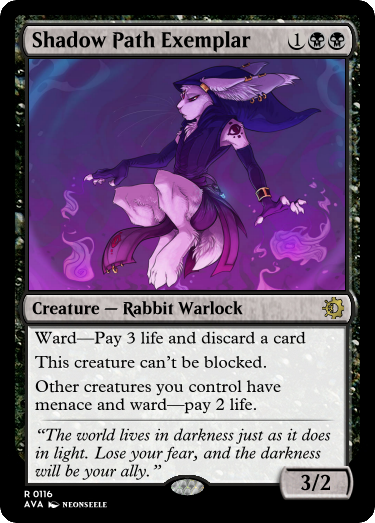 Shadow Path Exemplar 1
Creature — Rabbit Warlock
Ward—Pay 3 life and discard a card
This creature can't be blocked.
Other creatures you control have
menace and ward—pay 2 life.
“The world lives in darkness just as it does
in light. Lose your fear, and the darkness
will be your ally.”
3/2
R 0116
AVA NEONSEELE